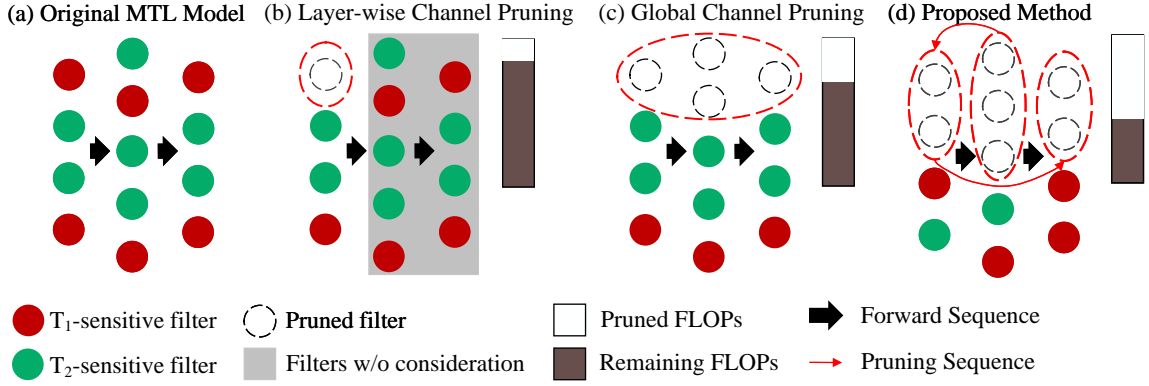 (a) Original MTL Model
(b) Layer-wise Channel Pruning
(c) Global Channel Pruning
(d) Proposed Method
T1-sensitive filter
Pruned filter
Pruned FLOPs
Forward Sequence
T2-sensitive filter
Filters w/o consideration
Remaining FLOPs
Pruning Sequence